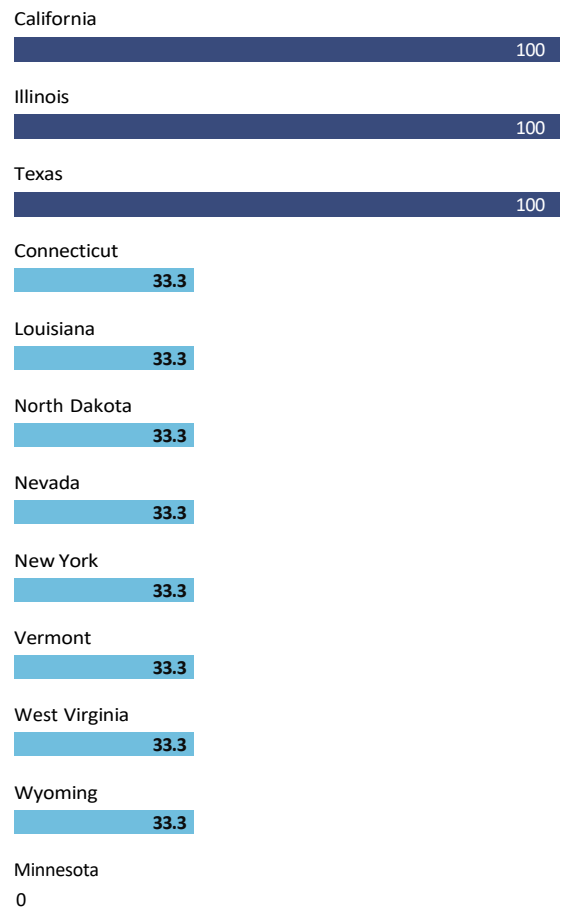 California
100
Illinois
100
Texas
100
Connecticut
33.3
Louisiana
33.3
North Dakota
33.3
Nevada
33.3
New York
33.3
Vermont
33.3
West Virginia
33.3
Wyoming
33.3
Minnesota
0